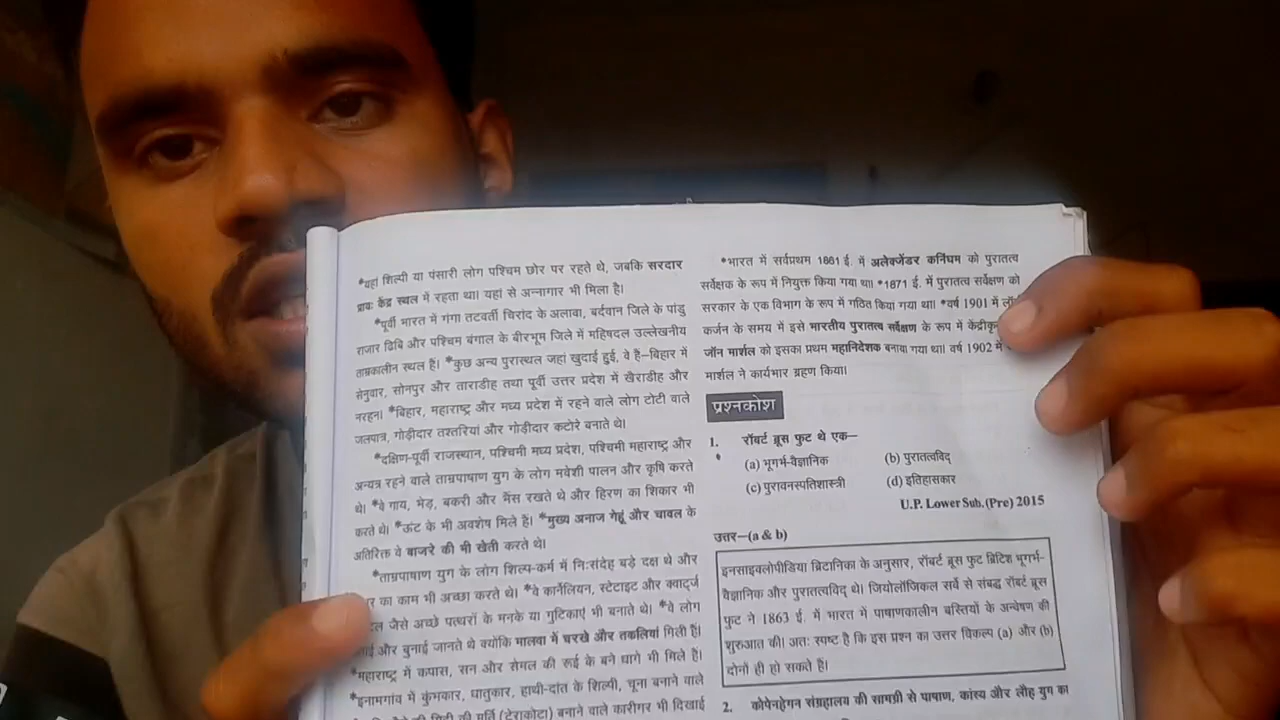 *यहां शिल्पी या पंसारी लोग पश्चिम छोर पर रहते थे, जबकि सरदार
प्रायः केंद्र स्थल में रहता था। यहां से अन्नागार भी मिला है।
*पूर्वी भारत में गंगा तटवर्ती चिरांद के अलावा, बर्दवान जिले के पांडु
राजार ढिबि और पश्चिम बंगाल के बीरभूम जिले में महिषदल उल्लेखनीय
ताम्रकालीन स्थल हैं। *कुछ अन्य पुरास्थल जहां खुदाई हुई, वे हैं–बिहार में
सेनुवार, सोनपुर और ताराडीह तथा पूर्वी उत्तर प्रदेश में खैराडीह और
नरहन। *बिहार, महाराष्ट्र और मध्य प्रदेश में रहने वाले लोग टोटी वाले
जलपात्र, गोड़ीदार तश्तरियां और गोड़ीदार कटोरे बनाते थे।
*दक्षिण-पूर्वी राजस्थान, पश्चिमी मध्य प्रदेश, पश्चिमी महाराष्ट्र और
अन्यत्र रहने वाले ताम्रपाषाण युग के लोग मवेशी पालन और कृषि करते
थे। *वे गाय, भेड़, बकरी और भैंस रखते थे और हिरण का शिकार भी
करते थे। *ऊंट के भी अवशेष मिले हैं। *मुख्य अनाज गेहूं और चावल के
अतिरिक्त वे बाजरे की भी खेती करते थे।
*ताम्रपाषाण युग के लोग शिल्प-कर्म में निःसंदेह बड़े दक्ष थे और
का काम भी अच्छा करते थे। *वे कार्नेलियन, स्टेटाइट और क्वार्ट्ज
जैसे अच्छे पत्थरों के मनके या गुटिकाएं भी बनाते थे। *वे लोग
और बुनाई जानते थे क्योंकि मालवा में चरखे और तकलियां मिली हैं।
*महाराष्ट्र में कपास, सन और सेमल की रूई के बने धागे भी मिले हैं।
*इनामगांव में कुंभकार, धातुकार, हाथी-दांत के शिल्पी, चूना बनाने वाले
मिट्टी की मूर्ति (टेराकोटा) बनाने वाले कारीगर भी दिखाई
*भारत में सर्वप्रथम 1861 ई. में अलेक्जेंडर कनिंघम को पुरातत्व
सर्वेक्षक के रूप में नियुक्त किया गया था। *1871 ई. में पुरातत्व सर्वेक्षण को
सरकार के एक विभाग के रूप में गठित किया गया था। *वर्ष 1901 में
कर्जन के समय में इसे भारतीय पुरातत्व सर्वेक्षण के रूप में
जॉन मार्शल को इसका प्रथम महानिदेशक बनाया गया था। वर्ष 1902 में
मार्शल ने कार्यभार ग्रहण किया।
प्रश्नकोश
1. रॉबर्ट ब्रूस फुट थे एक–
(a) भूगर्भ-वैज्ञानिक (b) पुरातत्वविद्
(c) पुरावनस्पतिशास्त्री (d) इतिहासकार
U.P. Lower Sub. (Pre) 2015
उत्तर–(a & b)
इनसाइक्लोपीडिया ब्रिटानिका के अनुसार, रॉबर्ट ब्रूस फुट ब्रिटिश भूगर्भ-
वैज्ञानिक और पुरातत्वविद् थे। जियोलॉजिकल सर्वे से संबद्ध रॉबर्ट ब्रूस
फुट ने 1863 ई. में भारत में पाषाणकालीन बस्तियों के अन्वेषण की
शुरुआत की। अतः स्पष्ट है कि इस प्रश्न का उत्तर विकल्प (a) और (b)
दोनों ही हो सकते हैं।
2. कोपेनहेगन संग्रहालय की सामग्री से पाषाण, कांस्य और लौह युग का